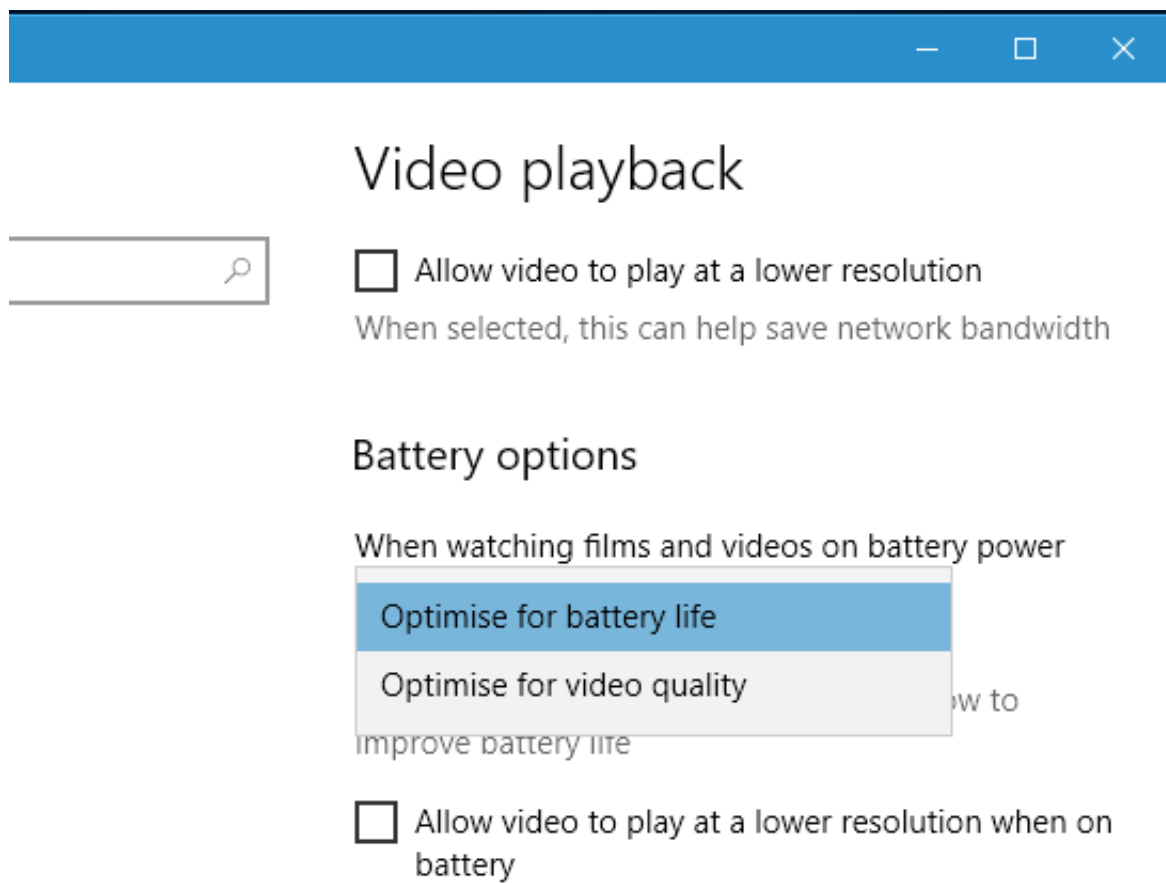 Video playback
Allow video to play at a lower resolution
When selected, this can help save network bandwidth
Battery options
When watching films and videos on battery power
Optimise for battery life
Optimise for video quality
to
improve battery life
Allow video to play at a lower resolution when on
battery